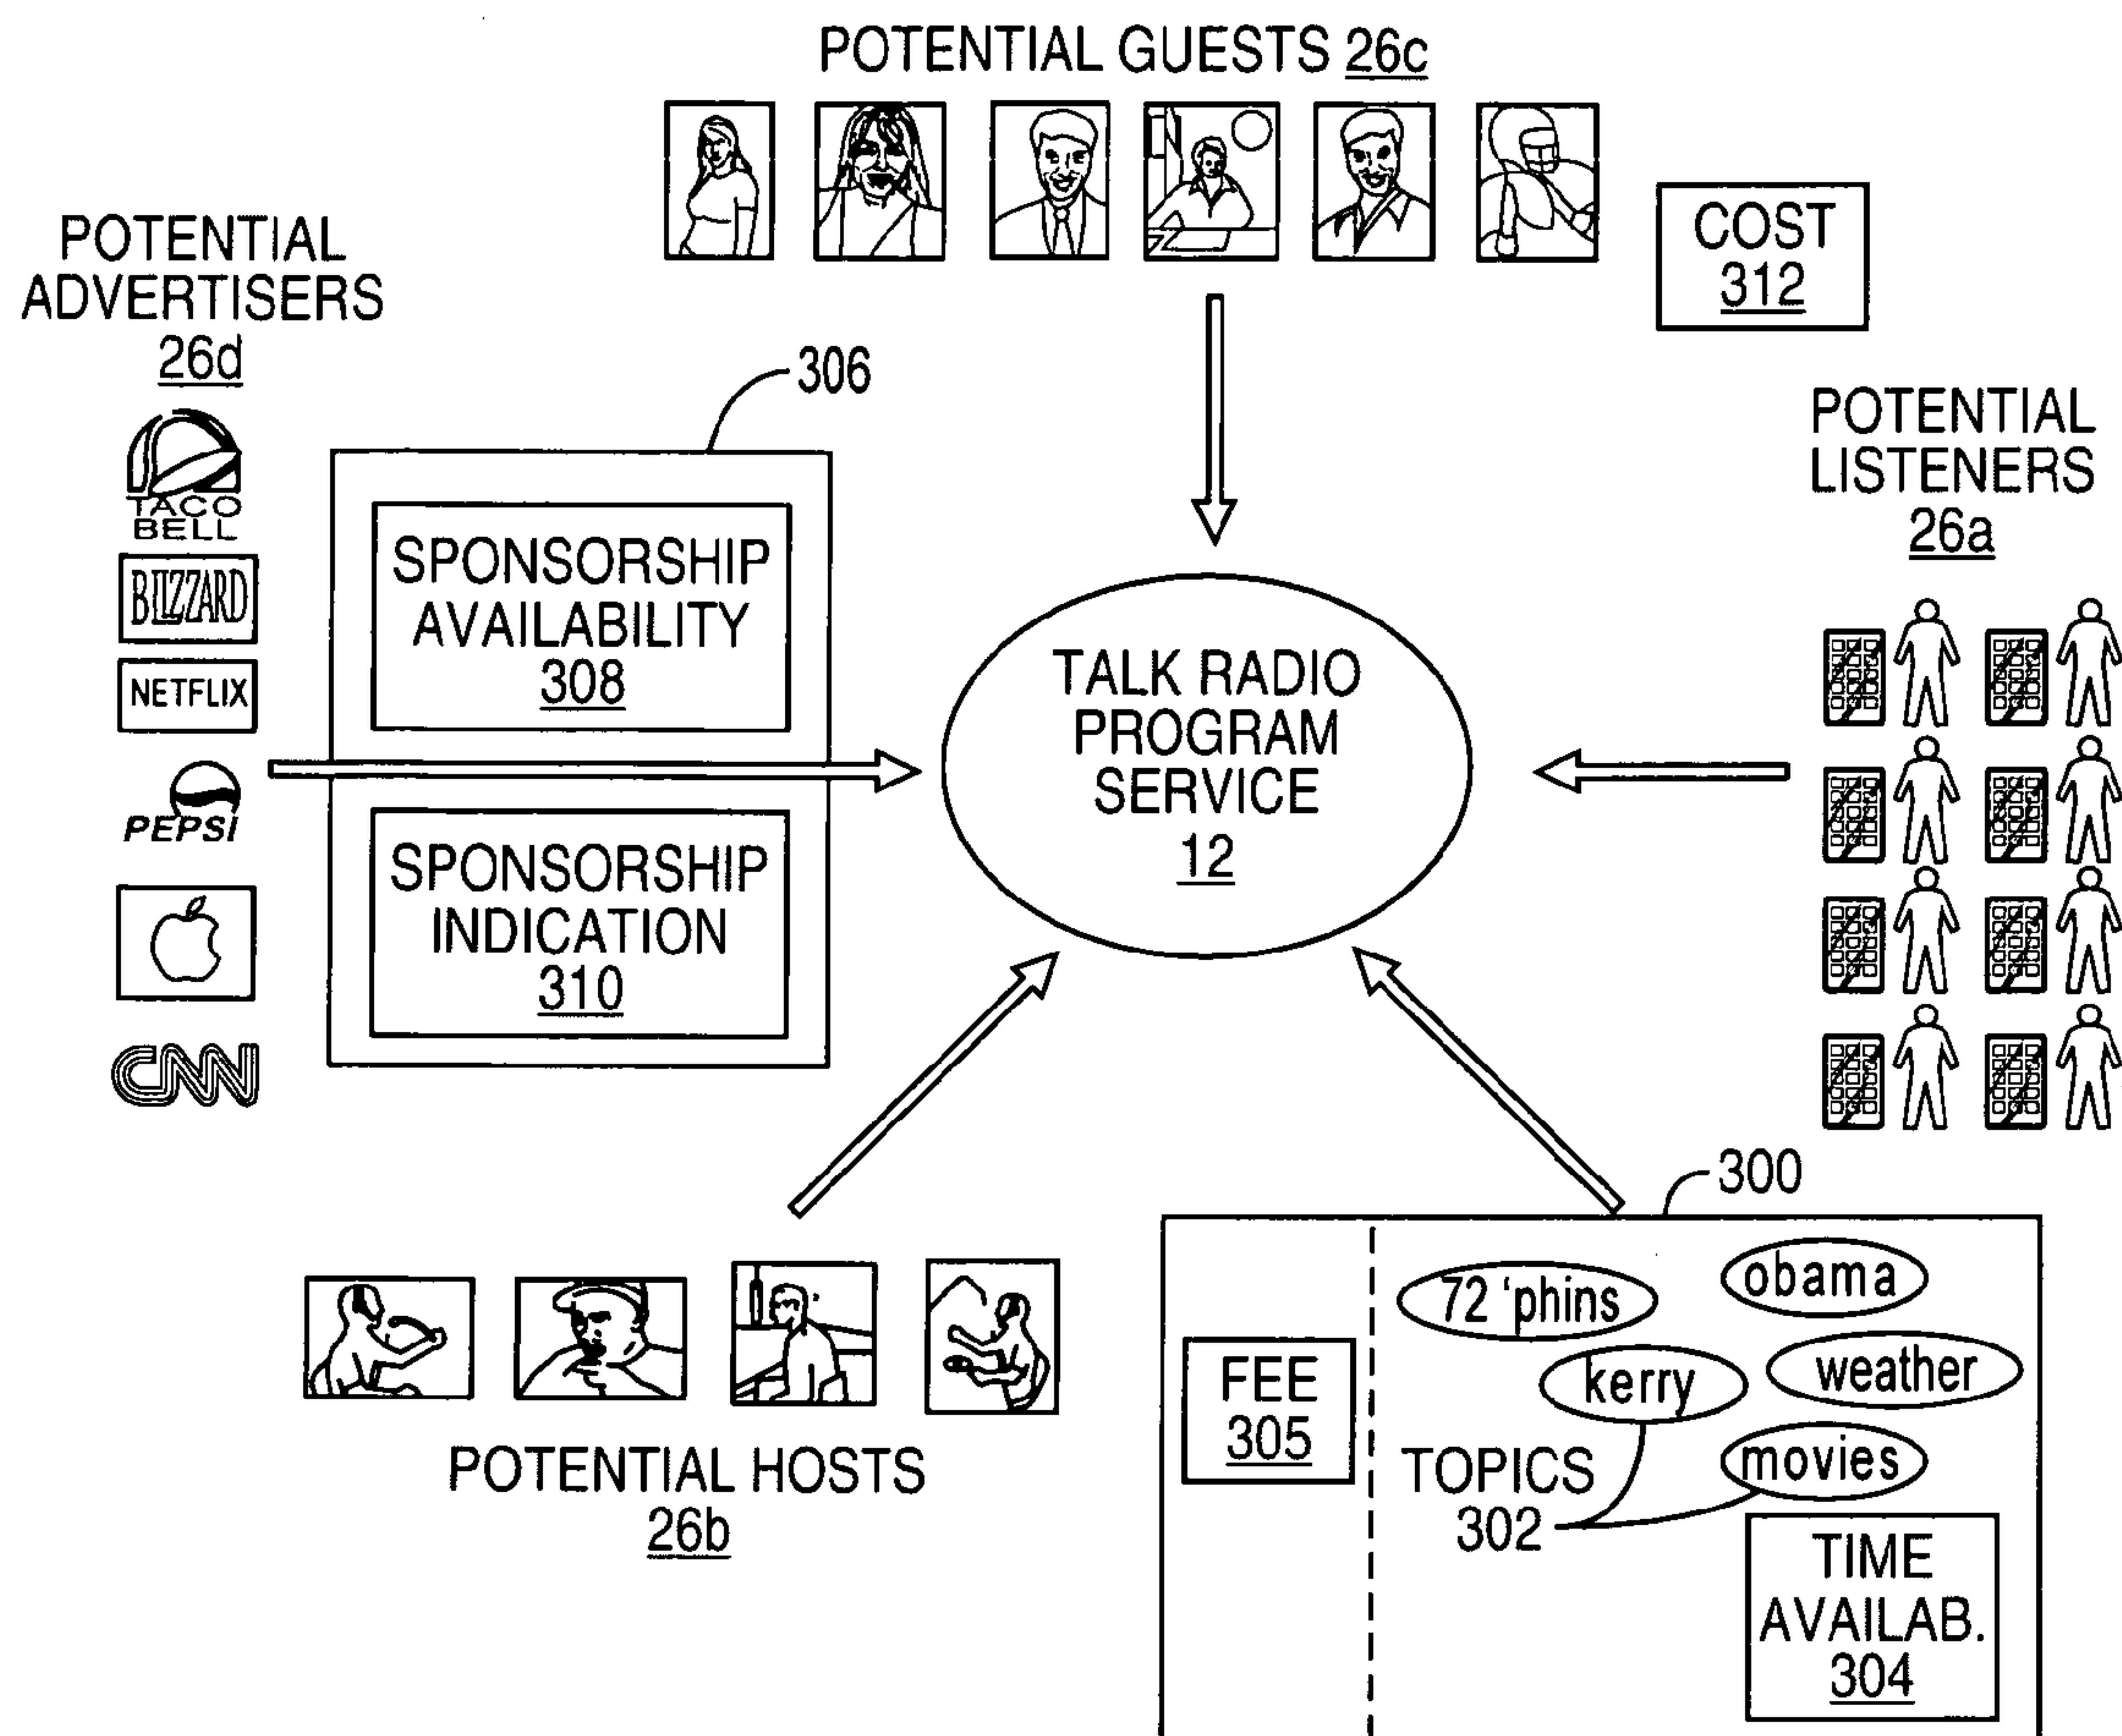 POTENTIAL GUESTS 26c
COST
312
POTENTIAL
ADVERTISERS
26d
306
POTENTIAL
LISTENERS
26a
TACO
BELL
BLIZZARD
NETFLIX
PEPSI
CNN
SPONSORSHIP
AVAILABILITY
308
SPONSORSHIP
INDICATION
310
TALK RADIO
PROGRAM
SERVICE
12
300
POTENTIAL HOSTS
26b
FEE
305
72 'phins
obama
kerry
weather
movies
TOPICS
302
TIME
AVAILAB.
304